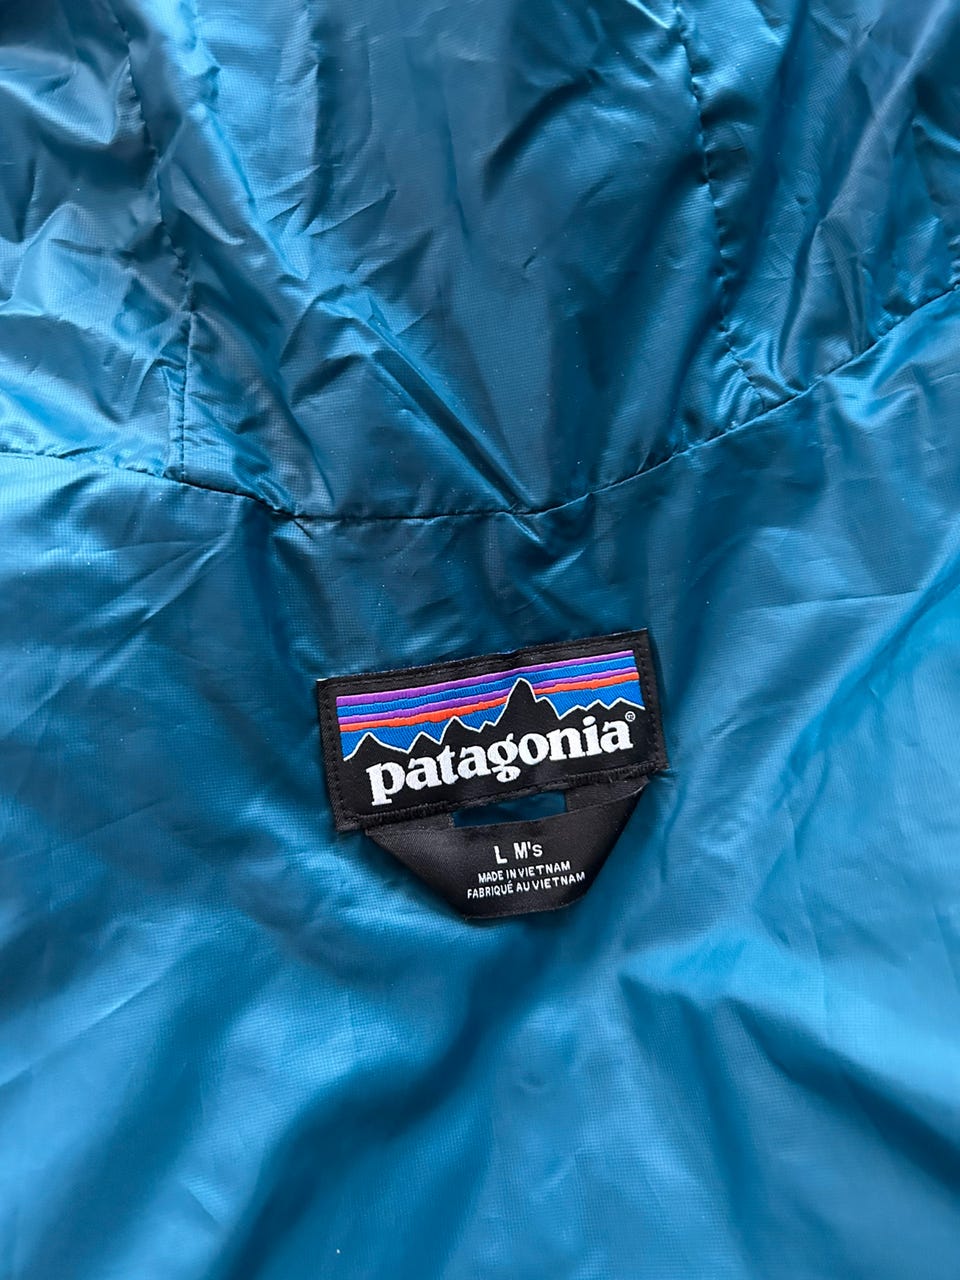 patagonia®
L M's
MADE IN VIETNAM
FABRIQUÉ AU VIETNAM